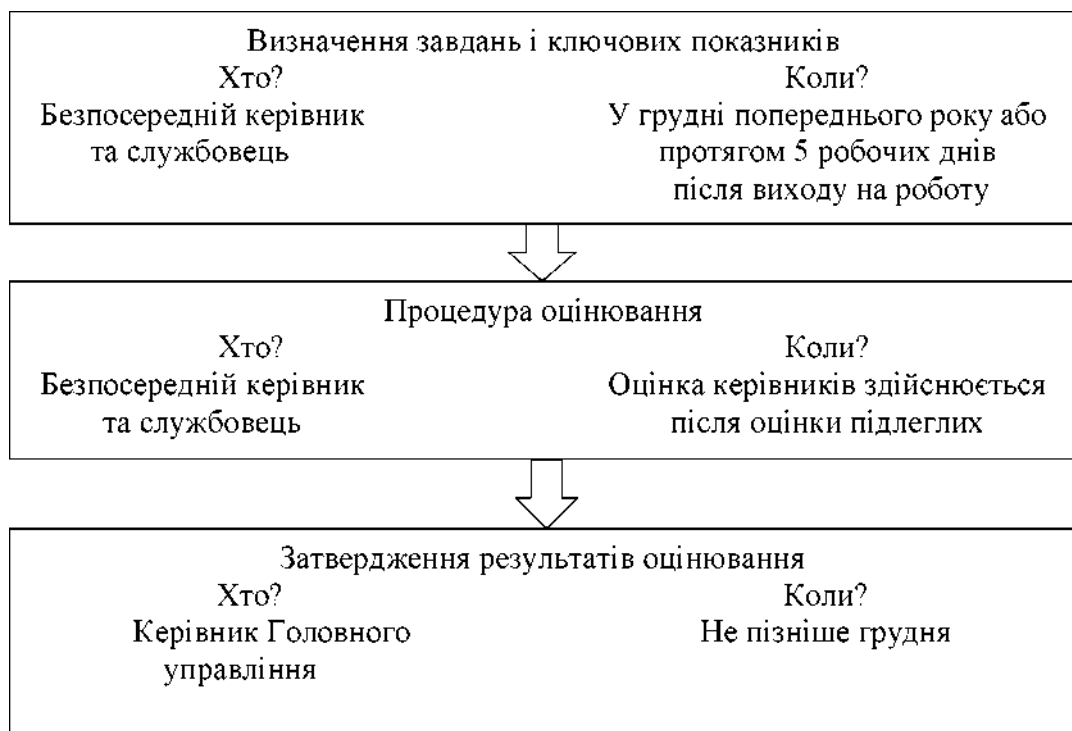 Визначення завдань і ключових показників
Хто?
Безпосередній керівник
та службовець
Коли?
У грудні попереднього року або
протягом 5 робочих днів
після виходу на роботу
Процедура оцінювання
Хто?
Безпосередній керівник
та службовець
Коли?
Оцінка керівників здійснюється
після оцінки підлеглих
Затвердження результатів оцінювання
Хто?
Керівник Головного
управління
Коли?
Не пізніше грудня